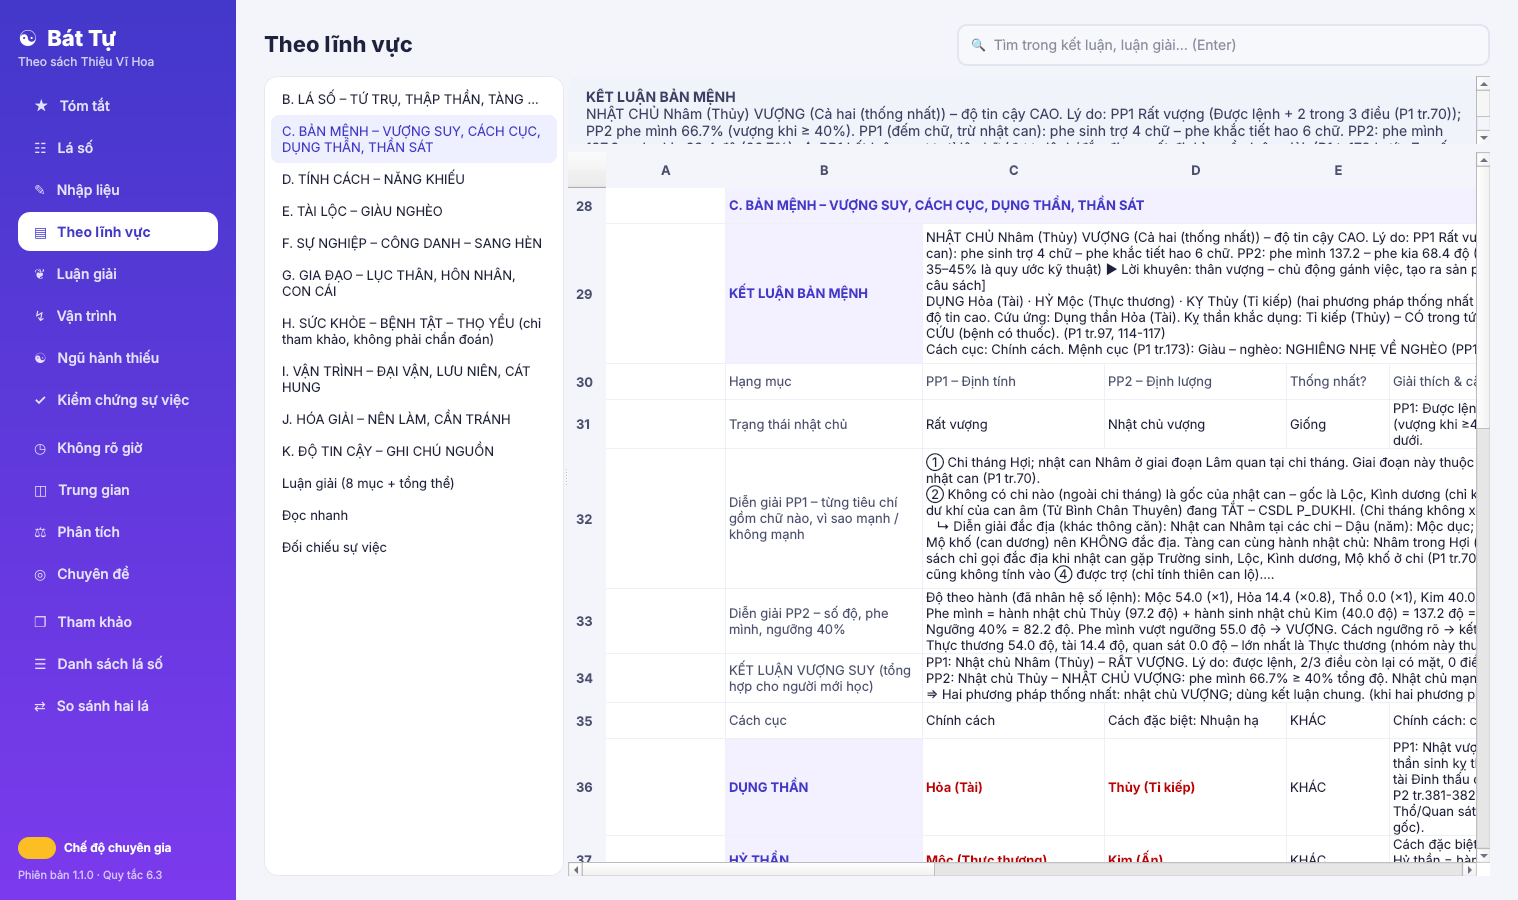 ☯ Bát Tự
Theo sách Thiệu Vĩ Hoa
★ Tóm tắt
☷ Lá số
✎ Nhập liệu
▤ Theo lĩnh vực
❦ Luận giải
↯ Vận trình
☯ Ngũ hành thiếu
✓ Kiểm chứng sự việc
◷ Không rõ giờ
◫ Trung gian
⚖ Phân tích
◎ Chuyên đề
❐ Tham khảo
☰ Danh sách lá số
⇄ So sánh hai lá
Chế độ chuyên gia
Phiên bản 1.1.0 · Quy tắc 6.3
Theo lĩnh vực
🔍 Tìm trong kết luận, luận giải... (Enter)
B. LÁ SỐ – TỨ TRỤ, THẬP THẦN, TÀNG ...
C. BẢN MỆNH – VƯỢNG SUY, CÁCH CỤC,
DỤNG THẦN, THẦN SÁT
D. TÍNH CÁCH – NĂNG KHIẾU
E. TÀI LỘC – GIÀU NGHÈO
F. SỰ NGHIỆP – CÔNG DANH – SANG HÈN
G. GIA ĐẠO – LỤC THÂN, HÔN NHÂN,
CON CÁI
H. SỨC KHỎE – BỆNH TẬT – THỌ YỂU (chỉ
tham khảo, không phải chẩn đoán)
I. VẬN TRÌNH – ĐẠI VẬN, LƯU NIÊN, CÁT
HUNG
J. HÓA GIẢI – NÊN LÀM, CẦN TRÁNH
K. ĐỘ TIN CẬY – GHI CHÚ NGUỒN
Luận giải (8 mục + tổng thể)
Đọc nhanh
Đối chiếu sự việc
KẾT LUẬN BẢN MỆNH
NHẬT CHỦ Nhâm (Thủy) VƯỢNG (Cả hai (thống nhất)) – độ tin cậy CAO. Lý do: PP1 Rất vượng (Được lệnh + 2 trong 3 điều (P1 tr.70));
PP2 phe mình 66.7% (vượng khi ≥ 40%). PP1 (đếm chữ, trừ nhật can): phe sinh trợ 4 chữ – phe khắc tiết hao 6 chữ. PP2: phe mình
A B C D E
28 C. BẢN MỆNH – VƯỢNG SUY, CÁCH CỤC, DỤNG THẦN, THẦN SÁT
29 KẾT LUẬN BẢN MỆNH
NHẬT CHỦ Nhâm (Thủy) VƯỢNG (Cả hai (thống nhất)) – độ tin cậy CAO. Lý do: PP1 Rất vư
can): phe sinh trợ 4 chữ – phe khắc tiết hao 6 chữ. PP2: phe mình 137.2 – phe kia 68.4 độ (
35–45% là quy ước kỹ thuật) ▶ Lời khuyên: thân vượng – chủ động gánh việc, tạo ra sản p
câu sách]
DỤNG Hỏa (Tài) · HỶ Mộc (Thực thương) · KỴ Thủy (Tỉ kiếp) (hai phương pháp thống nhất
độ tin cao. Cứu ứng: Dụng thần Hỏa (Tài). Kỵ thần khắc dụng: Tỉ kiếp (Thủy) – CÓ trong tứ
CỨU (bệnh có thuốc). (P1 tr.97, 114-117)
Cách cục: Chính cách. Mệnh cục (P1 tr.173): Giàu – nghèo: NGHIÊNG NHẸ VỀ NGHÈO (PP1
30 Hạng mục PP1 – Định tính PP2 – Định lượng Thống nhất? Giải thích & că
31 Trạng thái nhật chủ Rất vượng Nhật chủ vượng Giống
PP1: Được lện
(vượng khi ≥4
dưới.
32 Diễn giải PP1 – từng tiêu chí
gồm chữ nào, vì sao mạnh /
không mạnh
① Chi tháng Hợi; nhật can Nhâm ở giai đoạn Lâm quan tại chi tháng. Giai đoạn này thuộc
nhật can (P1 tr.70).
② Không có chi nào (ngoài chi tháng) là gốc của nhật can – gốc là Lộc, Kình dương (chỉ k
dư khí của can âm (Tử Bình Chân Thuyên) đang TẮT – CSDL P_DUKHI. (Chi tháng không x
↳ Diễn giải đắc địa (khác thông căn): Nhật can Nhâm tại các chi – Dậu (năm): Mộc dục;
Mộ khố (can dương) nên KHÔNG đắc địa. Tàng can cùng hành nhật chủ: Nhâm trong Hợi (
sách chỉ gọi đắc địa khi nhật can gặp Trường sinh, Lộc, Kình dương, Mộ khố ở chi (P1 tr.70
cũng không tính vào ④ được trợ (chỉ tính thiên can lộ)....
33 Diễn giải PP2 – số độ, phe
mình, ngưỡng 40%
Độ theo hành (đã nhân hệ số lệnh): Mộc 54.0 (×1), Hỏa 14.4 (×0.8), Thổ 0.0 (×1), Kim 40.0
Phe mình = hành nhật chủ Thủy (97.2 độ) + hành sinh nhật chủ Kim (40.0 độ) = 137.2 độ =
Ngưỡng 40% = 82.2 độ. Phe mình vượt ngưỡng 55.0 độ → VƯỢNG. Cách ngưỡng rõ → kết
Thực thương 54.0 độ, tài 14.4 độ, quan sát 0.0 độ – lớn nhất là Thực thương (nhóm này thu
34 KẾT LUẬN VƯỢNG SUY (tổng
hợp cho người mới học)
PP1: Nhật chủ Nhâm (Thủy) – RẤT VƯỢNG. Lý do: được lệnh, 2/3 điều còn lại có mặt, 0 điề
PP2: Nhật chủ Thủy – NHẬT CHỦ VƯỢNG: phe mình 66.7% ≥ 40% tổng độ. Nhật chủ mạn
⇒ Hai phương pháp thống nhất: nhật chủ VƯỢNG; dùng kết luận chung. (khi hai phương p
35 Cách cục Chính cách Cách đặc biệt: Nhuận hạ KHÁC Chính cách: c
36 DỤNG THẦN Hỏa (Tài) Thủy (Tỉ kiếp) KHÁC
PP1: Nhật vượ
thần sinh kỵ t
tài Đinh thấu c
P2 tr.381-382
Thổ/Quan sát
gốc).
37 HỶ THẦN Mộc (Thực thương) Kim (Ấn) KHÁC
Cách đặc biệt
Hỷ thần = hàn